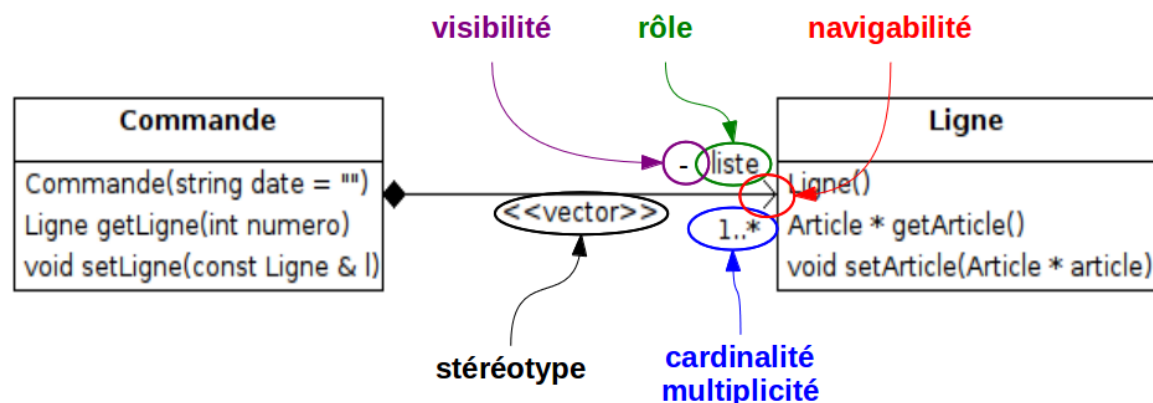 visibilité
rôle
navigabilité
Commande
Commande(string date = "")
Ligne getLigne(int numero)
void setLigne(const Ligne & l)
- liste
<<vector>>
1..*
Ligne
Ligne()
Article * getArticle()
void setArticle(Article * article)
stéréotype
cardinalité
multiplicité